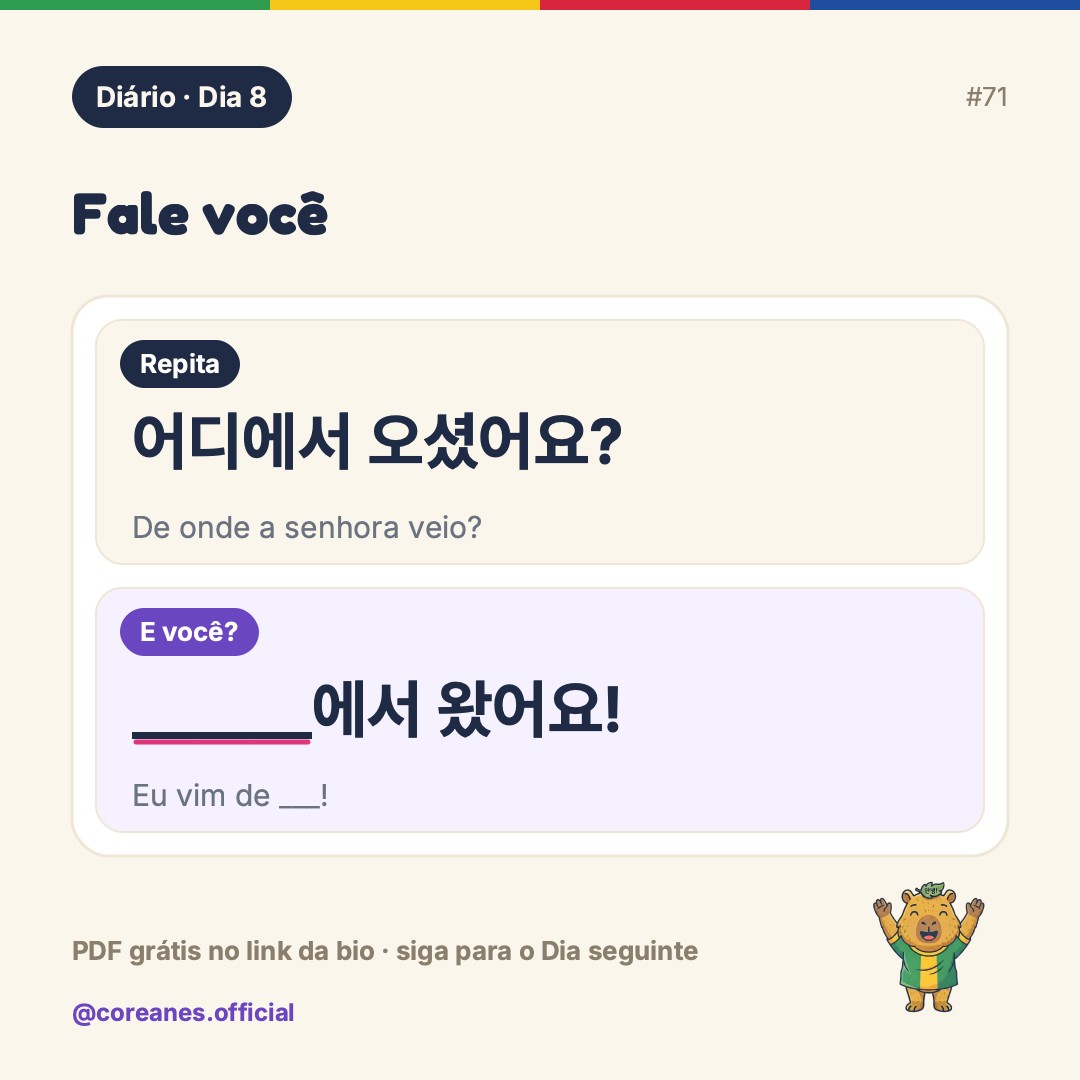 Diário · Dia 8
#71
Fale você
Repita
어디에서 오셨어요?
De onde a senhora veio?
E você?
______에서 왔어요!
Eu vim de ___!
PDF grátis no link da bio · siga para o Dia seguinte
@coreanes.official